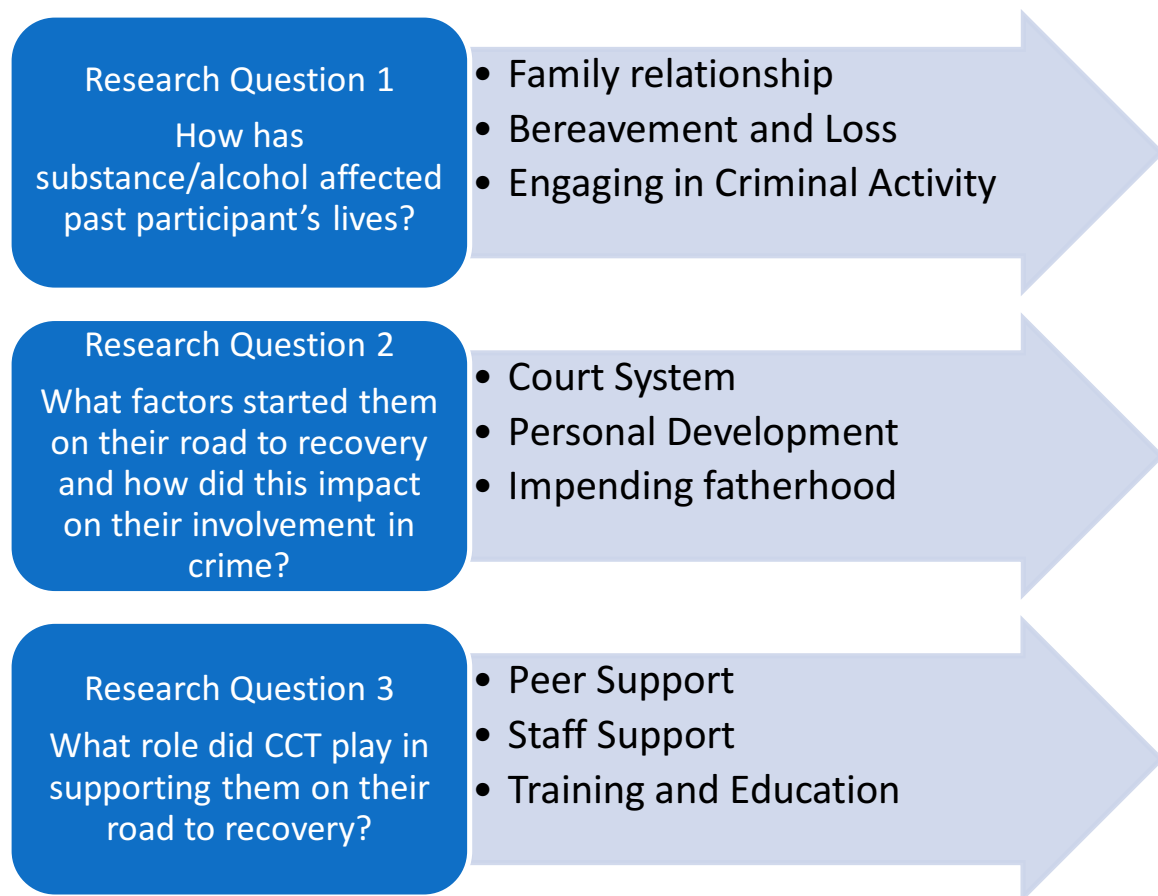 Research Question 1
How has
substance/alcohol affected
past participant’s lives?
• Family relationship
• Bereavement and Loss
• Engaging in Criminal Activity
Research Question 2
What factors started them
on their road to recovery
and how did this impact
on their involvement in
crime?
• Court System
• Personal Development
• Impending fatherhood
Research Question 3
What role did CCT play in
supporting them on their
road to recovery?
• Peer Support
• Staff Support
• Training and Education